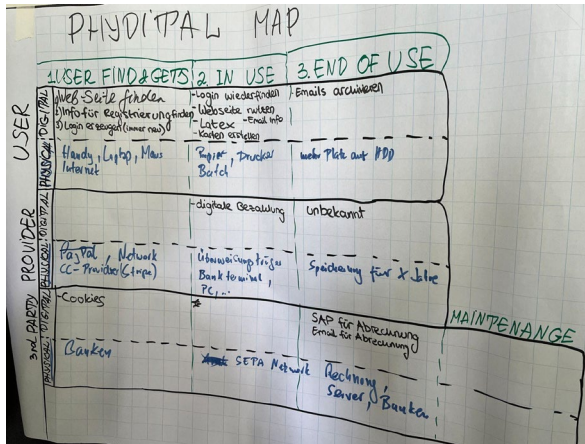 PHYDITAL MAP
1. USER FIND & GETS
2. IN USE
3. END OF USE
USER
DIGITAL
1) Web-Seite finden
2) Info für Registrierung finden
3) Login erzeugen (immer neu)
- Login wiederfinden
- Webseite nutzen
- Latex - Email Info
- Karten erstellen
Emails archivieren
PHYSICAL
Handy, Laptop, Maus
Internet
Papier, Drucker
mehr Platz auf HDD
PROVIDER
DIGITAL
- digitale Bezahlung
unbekannt
PHYSICAL
PayPal, Network
CC-Provider (Stripe)
Überweisungsträger
Bankterminal,
PC, ...
Speicherung für X Jahre
3rd PARTY
DIGITAL
- Cookies
SAP für Abrechnung
Email für Abrechnung
MAINTENANGE
PHYSICAL
Banken
SEPA Network
Rechnung,
Server, Banken